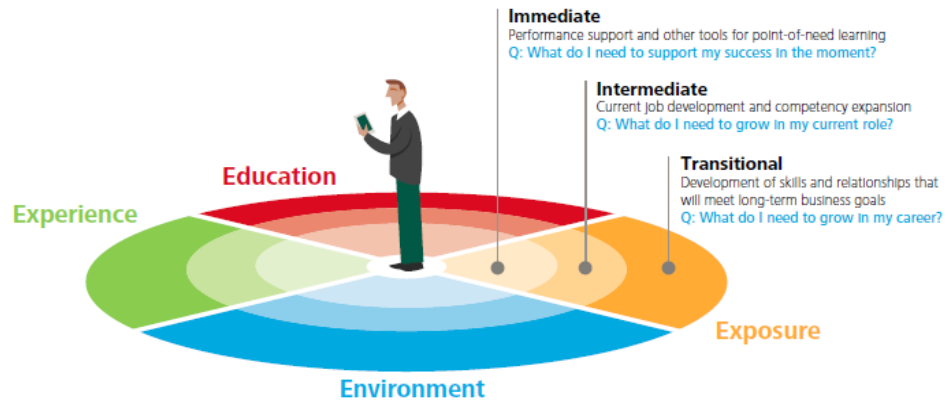 Immediate
Performance support and other tools for point-of-need learning
Q: What do I need to support my success in the moment?
Intermediate
Current job development and competency expansion
Q: What do I need to grow in my current role?
Transitional
Development of skills and relationships that
will meet long-term business goals
Q: What do I need to grow in my career?
Education
Experience
Exposure
Environment